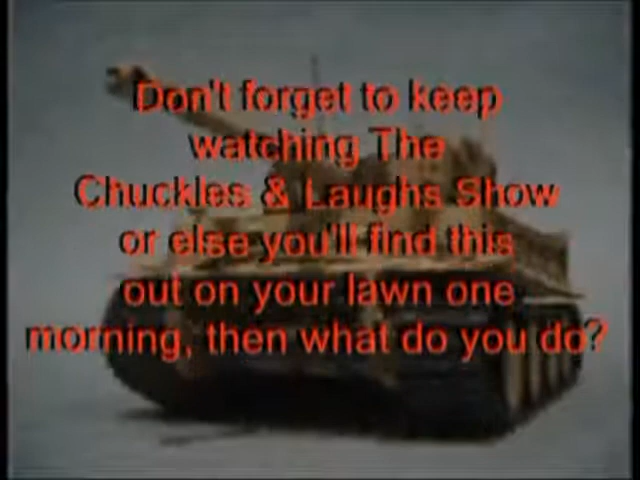 Don't forget to keep
watching The
Chuckles & Laughs Show
or else you'll find this
out on your lawn one
morning, then what do you do?